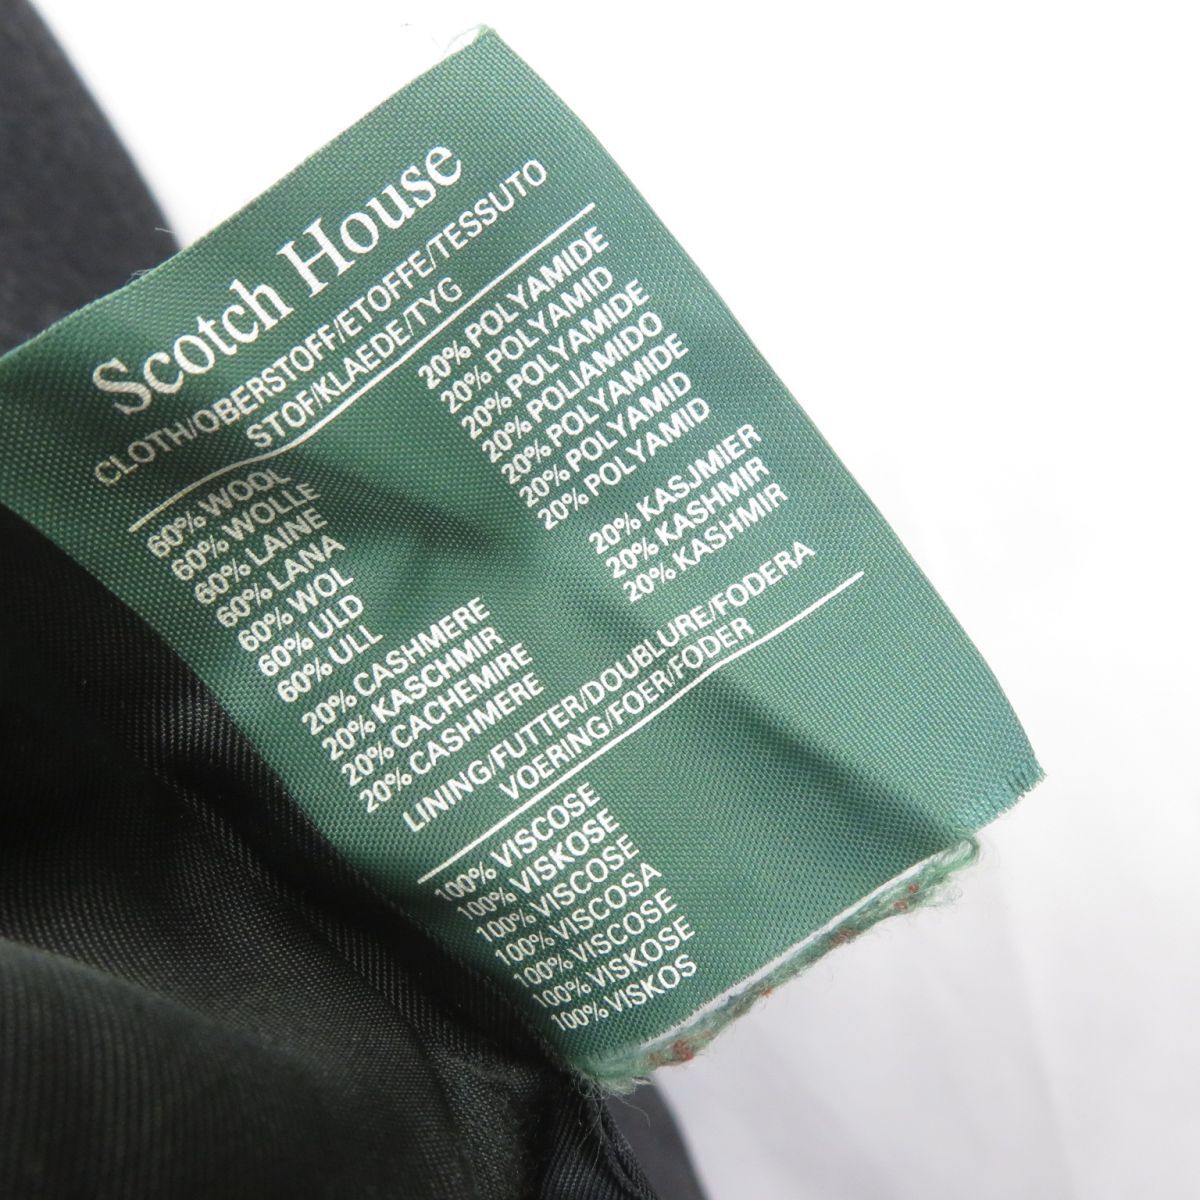 Scotch House
CLOTH/OBERSTOFF/ETOFFE/TESSUTO
STOF/KLAEDE/TYG
60% WOOL
60% WOLLE
60% LAINE
60% LANA
60% WOL
60% ULD
60% ULL
20% CASHMERE
20% KASCHMIR
20% CACHEMIRE
20% CASHMERE
20% POLYAMIDE
20% POLYAMID
20% POLYAMIDE
20% POLIAMIDO
20% POLYAMIDE
20% POLYAMID
20% POLYAMID
20% KASJMIER
20% KASHMIR
20% KASHMIR
LINING/FUTTER/DOUBLURE/FODERA
VOERING/FOER/FODER
100% VISCOSE
100% VISKOSE
100% VISCOSE
100% VISCOSA
100% VISCOSE
100% VISKOSE
100% VISKOS